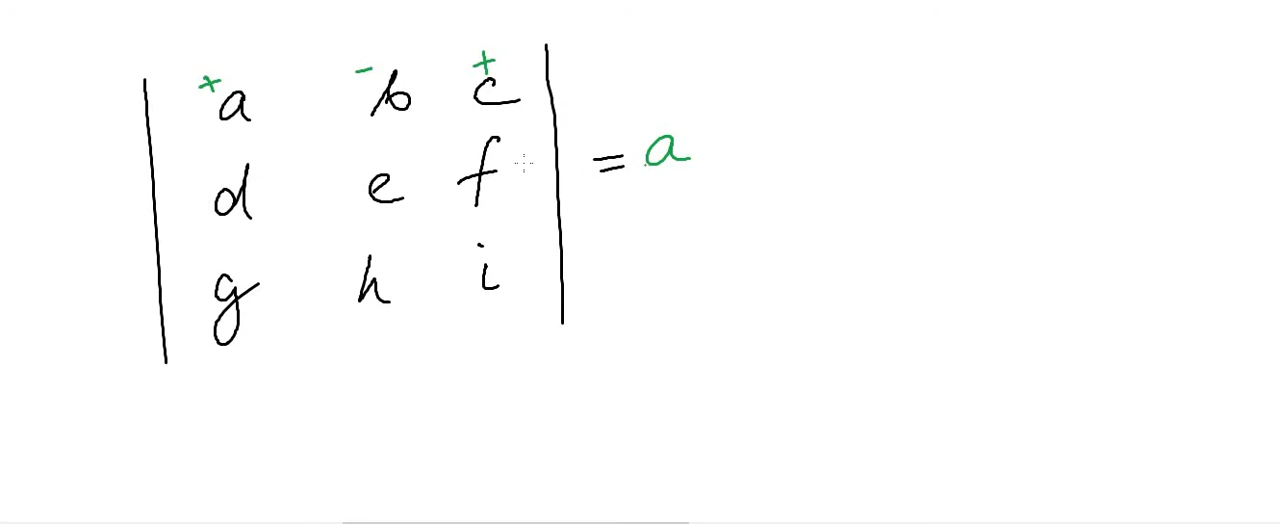 +a -b +c
d e f = a
g h i